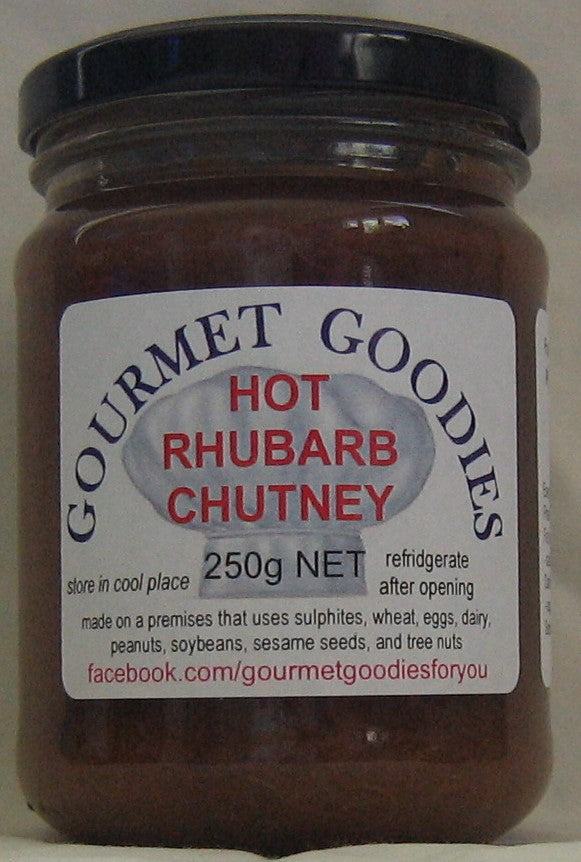 GOURMET GOODIES
HOT
RHUBARB
CHUTNEY
250g NET
store in cool place
refridgerate
after opening
made on a premises that uses sulphites, wheat, eggs, dairy,
peanuts, soybeans, sesame seeds, and tree nuts
facebook.com/gourmetgoodiesforyou